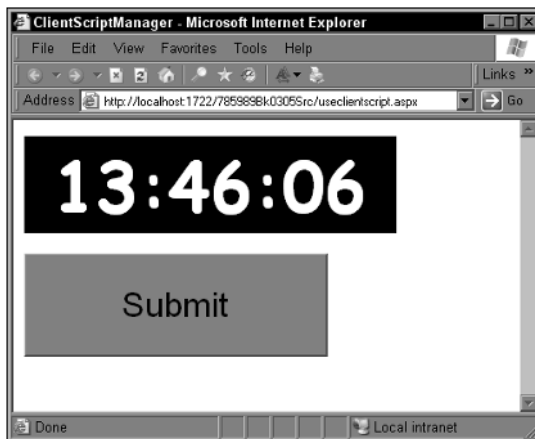 ClientScriptManager - Microsoft Internet Explorer
File Edit View Favorites Tools Help
Links »
Address http://localhost:1722/785989Bk0305Src/useclientscript.aspx Go
13:46:06
Submit
Done Local intranet